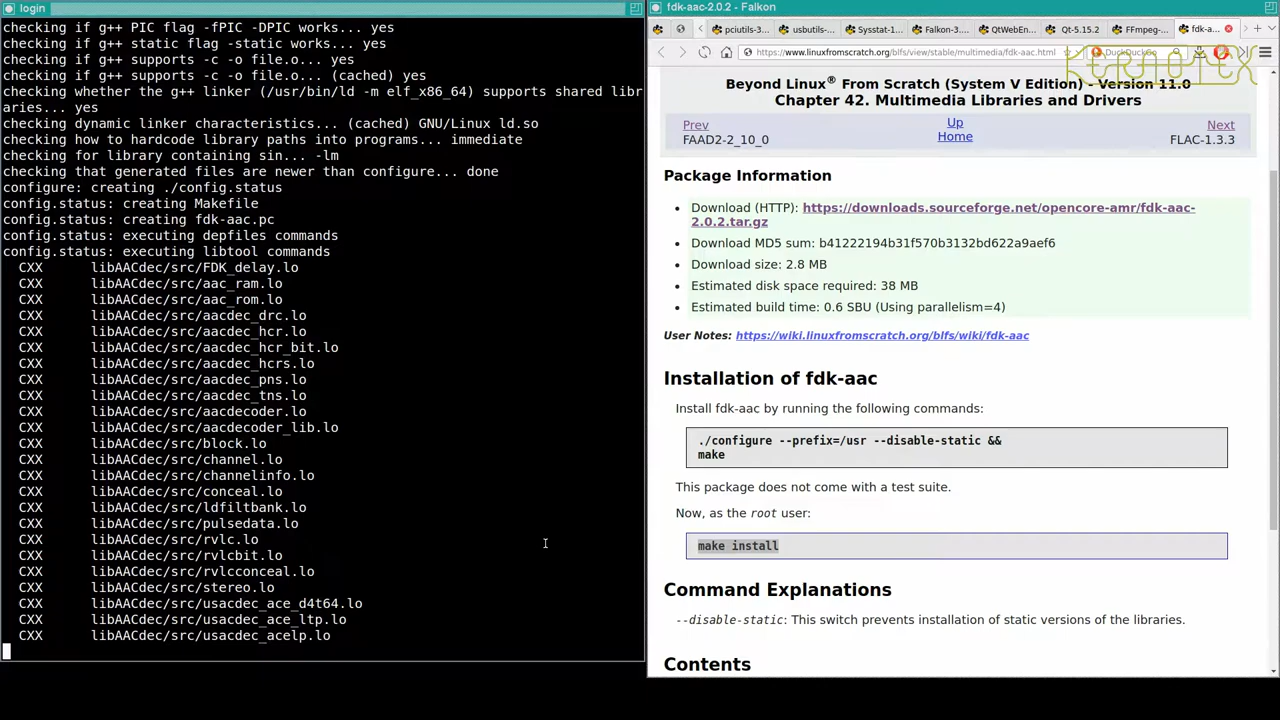 login
checking if g++ PIC flag -fPIC -DPIC works... yes
checking if g++ static flag -static works... yes
checking if g++ supports -c -o file.o... yes
checking if g++ supports -c -o file.o... (cached) yes
checking whether the g++ linker (/usr/bin/ld -m elf_x86_64) supports shared libr
aries... yes
checking dynamic linker characteristics... (cached) GNU/Linux ld.so
checking how to hardcode library paths into programs... immediate
checking for library containing sin... -lm
checking that generated files are newer than configure... done
configure: creating ./config.status
config.status: creating Makefile
config.status: creating fdk-aac.pc
config.status: executing depfiles commands
config.status: executing libtool commands
CXX libAACdec/src/FDK_delay.lo
CXX libAACdec/src/aac_ram.lo
CXX libAACdec/src/aac_rom.lo
CXX libAACdec/src/aacdec_drc.lo
CXX libAACdec/src/aacdec_hcr.lo
CXX libAACdec/src/aacdec_hcr_bit.lo
CXX libAACdec/src/aacdec_hcrs.lo
CXX libAACdec/src/aacdec_pns.lo
CXX libAACdec/src/aacdec_tns.lo
CXX libAACdec/src/aacdecoder.lo
CXX libAACdec/src/aacdecoder_lib.lo
CXX libAACdec/src/block.lo
CXX libAACdec/src/channel.lo
CXX libAACdec/src/channelinfo.lo
CXX libAACdec/src/conceal.lo
CXX libAACdec/src/ldfiltbank.lo
CXX libAACdec/src/pulsedata.lo
CXX libAACdec/src/rvlc.lo
CXX libAACdec/src/rvlcbit.lo
CXX libAACdec/src/rvlcconceal.lo
CXX libAACdec/src/stereo.lo
CXX libAACdec/src/usacdec_ace_d4t64.lo
CXX libAACdec/src/usacdec_ace_ltp.lo
CXX libAACdec/src/usacdec_acelp.lo
fdk-aac-2.0.2 - Falkon
pciutils-3 usbutils- Sysstat-1 Falkon-3. QtWebEn Qt-5.15.2 FFmpeg- fdk-a
https://www.linuxfromscratch.org/blfs/view/stable/multimedia/fdk-aac.html DuckDuckGo
KERNOTEX
Beyond Linux® From Scratch (System V Edition) - Version 11.0
Chapter 42. Multimedia Libraries and Drivers
Prev Up Next
FAAD2-2_10_0 Home FLAC-1.3.3
Package Information
• Download (HTTP): https://downloads.sourceforge.net/opencore-amr/fdk-aac-
2.0.2.tar.gz
• Download MD5 sum: b41222194b31f570b3132bd622a9aef6
• Download size: 2.8 MB
• Estimated disk space required: 38 MB
• Estimated build time: 0.6 SBU (Using parallelism=4)
User Notes: https://wiki.linuxfromscratch.org/blfs/wiki/fdk-aac
Installation of fdk-aac
Install fdk-aac by running the following commands:
./configure --prefix=/usr --disable-static &&
make
This package does not come with a test suite.
Now, as the root user:
make install
Command Explanations
--disable-static: This switch prevents installation of static versions of the libraries.
Contents